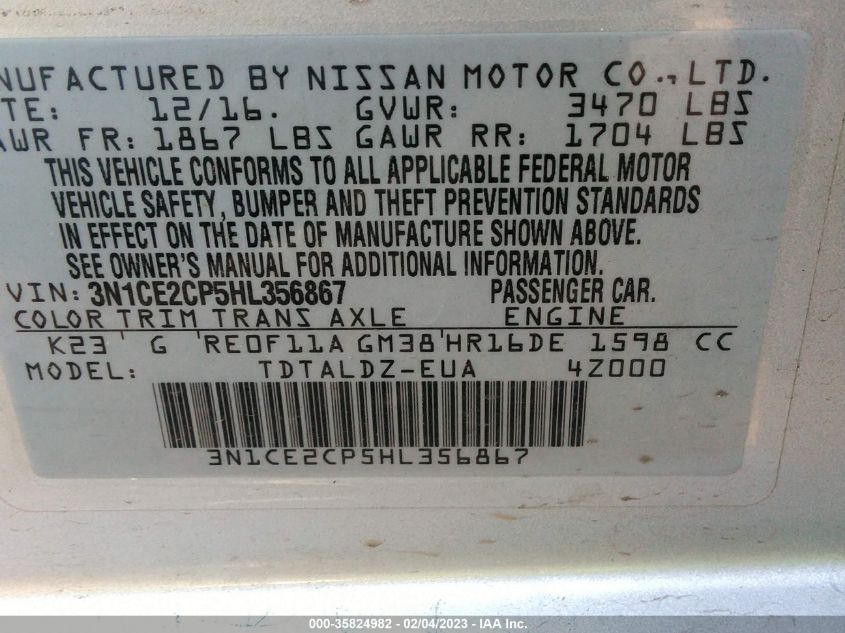 NUFACTURED BY NISSAN MOTOR CO., LTD.
TE: 12/16. GVWR: 3470 LBS
AWR FR: 1867 LBS GAWR RR: 1704 LBS
THIS VEHICLE CONFORMS TO ALL APPLICABLE FEDERAL MOTOR
VEHICLE SAFETY, BUMPER AND THEFT PREVENTION STANDARDS
IN EFFECT ON THE DATE OF MANUFACTURE SHOWN ABOVE.
SEE OWNER'S MANUAL FOR ADDITIONAL INFORMATION.
VIN: 3N1CE2CP5HL356867 PASSENGER CAR.
COLOR TRIM TRANS AXLE ENGINE
K23 G RE0F11A GM38 HR16DE 1598 CC
MODEL: TDTALDZ-EUA 4Z000
3N1CE2CP5HL356867
000-35824982 - 02/04/2023 - IAA Inc.